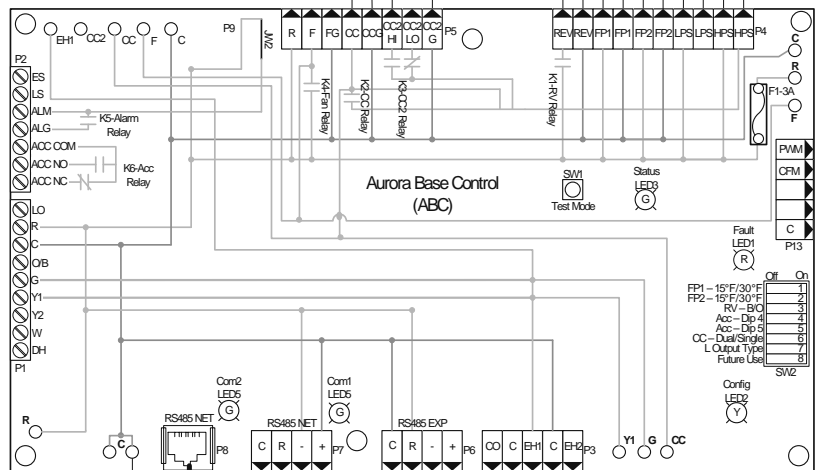 EH1 CC2 CC F C
P9
JW2
R F FG CC CCG CC2 HI CC2 LO CC2 G
P5
REV REV FP1 FP1 FP2 FP2 LPS LPS HPS HPS
P4
C
R
F1-3A
F
P2
ES
LS
ALM
ALG
ACC COM
ACC NO
ACC NC
K5-Alarm
Relay
K6-Acc
Relay
K4-Fan Relay
K2-CC Relay
K3-CC2 Relay
K1-RV Relay
Aurora Base Control
(ABC)
SW1
Test Mode
Status
LED3
G
PWM
CFM
C
P13
LO
R
C
O/B
G
Y1
Y2
W
DH
P1
Fault
LED1
R
Off On
FP1 – 15°F/30°F 1
FP2 – 15°F/30°F 2
RV – B/O 3
Acc – Dip 4 4
Acc – Dip 5 5
CC – Dual/Single 6
L Output Type 7
Future Use 8
SW2
Config
LED2
Y
Com2
LED5
G
Com1
LED5
G
R
C
RS485 NET
P8
RS485 NET
C R - +
P7
RS485 EXP
C R - +
P6
CO C EH1 C EH2
P3
Y1 G CC